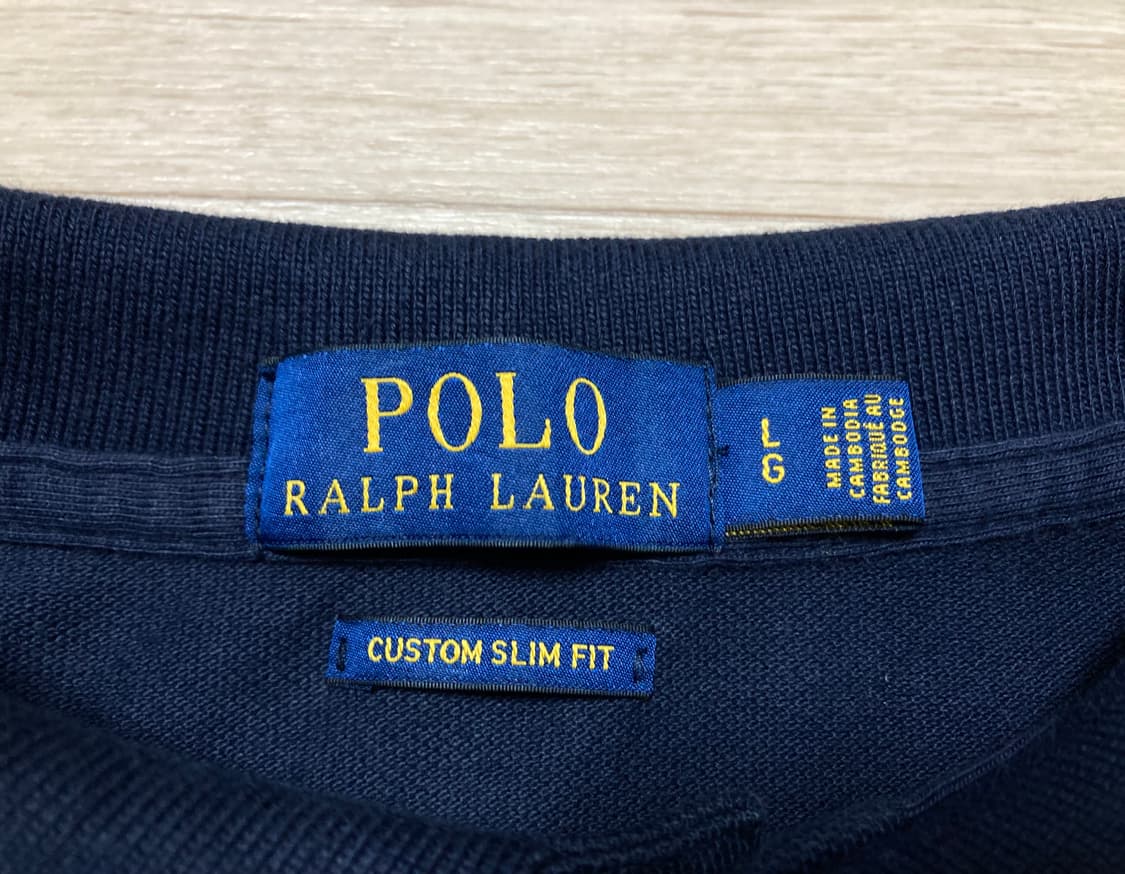 POLO
RALPH LAUREN
L
G
MADE IN
CAMBODIA
FABRIQUÉ AU
CAMBODGE
CUSTOM SLIM FIT